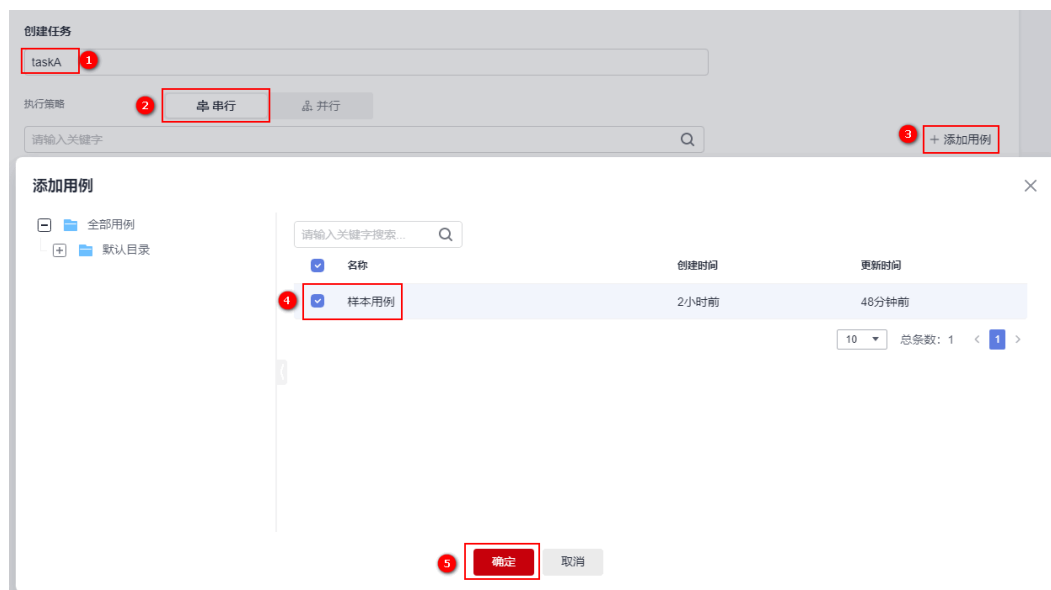 创建任务
taskA 1
执行策略 2 串行 并行
请输入关键字 3 + 添加用例
添加用例
全部用例
默认目录
请输入关键字搜索...
名称 创建时间 更新时间
4 样本用例 2小时前 48分钟前
10 总条数: 1 < 1 >
5 确定 取消